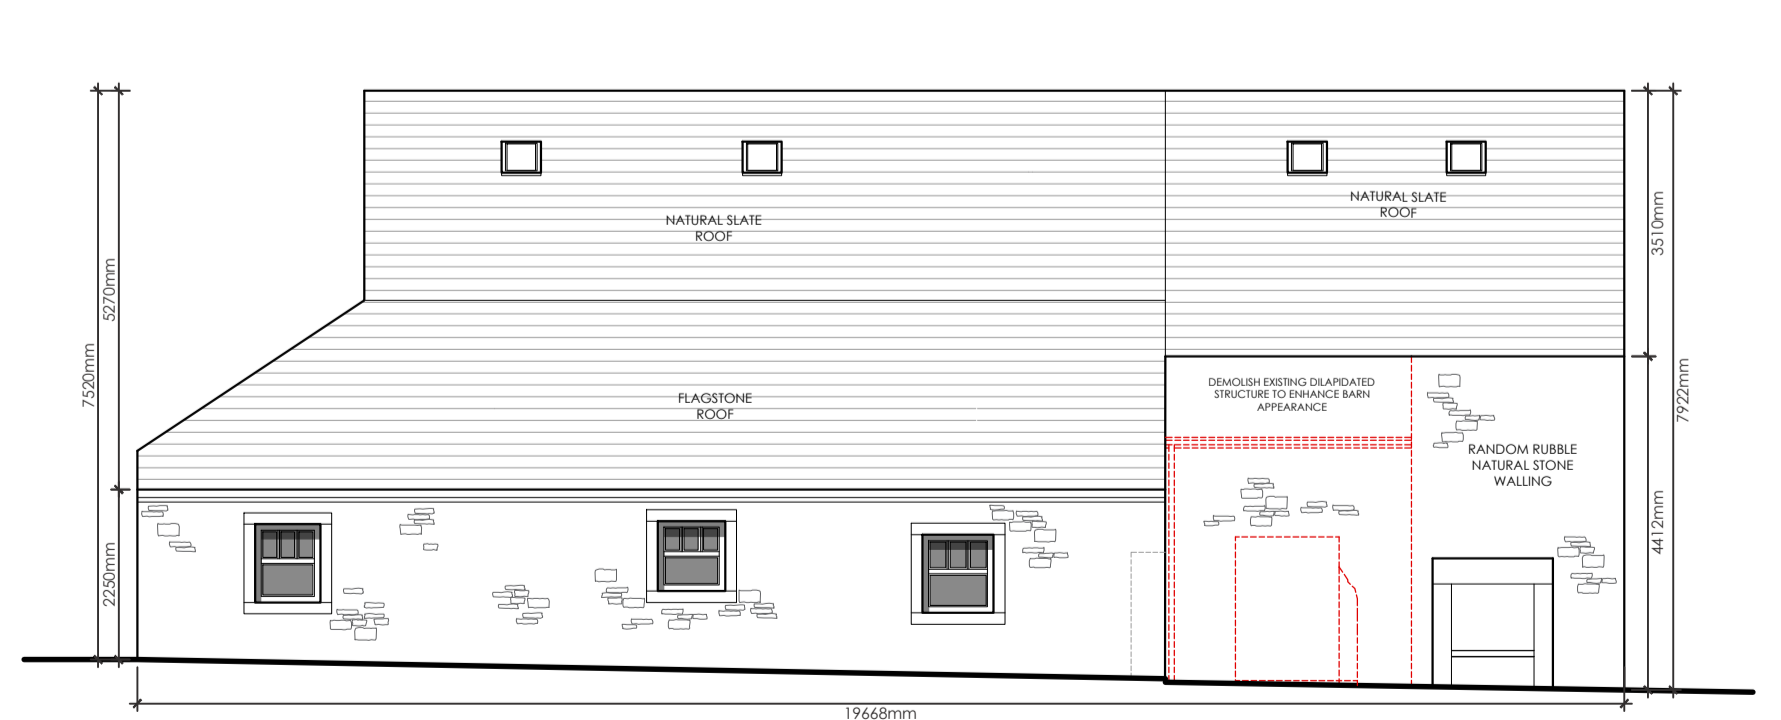 NATURAL SLATE
ROOF
NATURAL SLATE
ROOF
3510mm
5270mm
7520mm
FLAGSTONE
ROOF
DEMOLISH EXISTING DILAPIDATED
STRUCTURE TO ENHANCE BARN
APPEARANCE
7922mm
RANDOM RUBBLE
NATURAL STONE
WALLING
4412mm
2250mm
19668mm